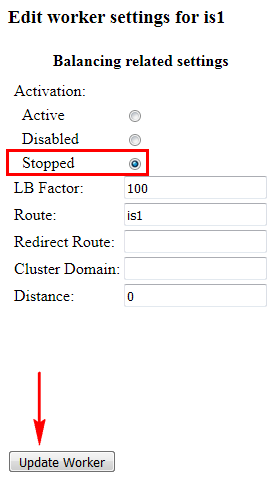 Edit worker settings for is1
Balancing related settings
Activation:
Active
Disabled
Stopped
LB Factor: 100
Route: is1
Redirect Route:
Cluster Domain:
Distance: 0
Update Worker